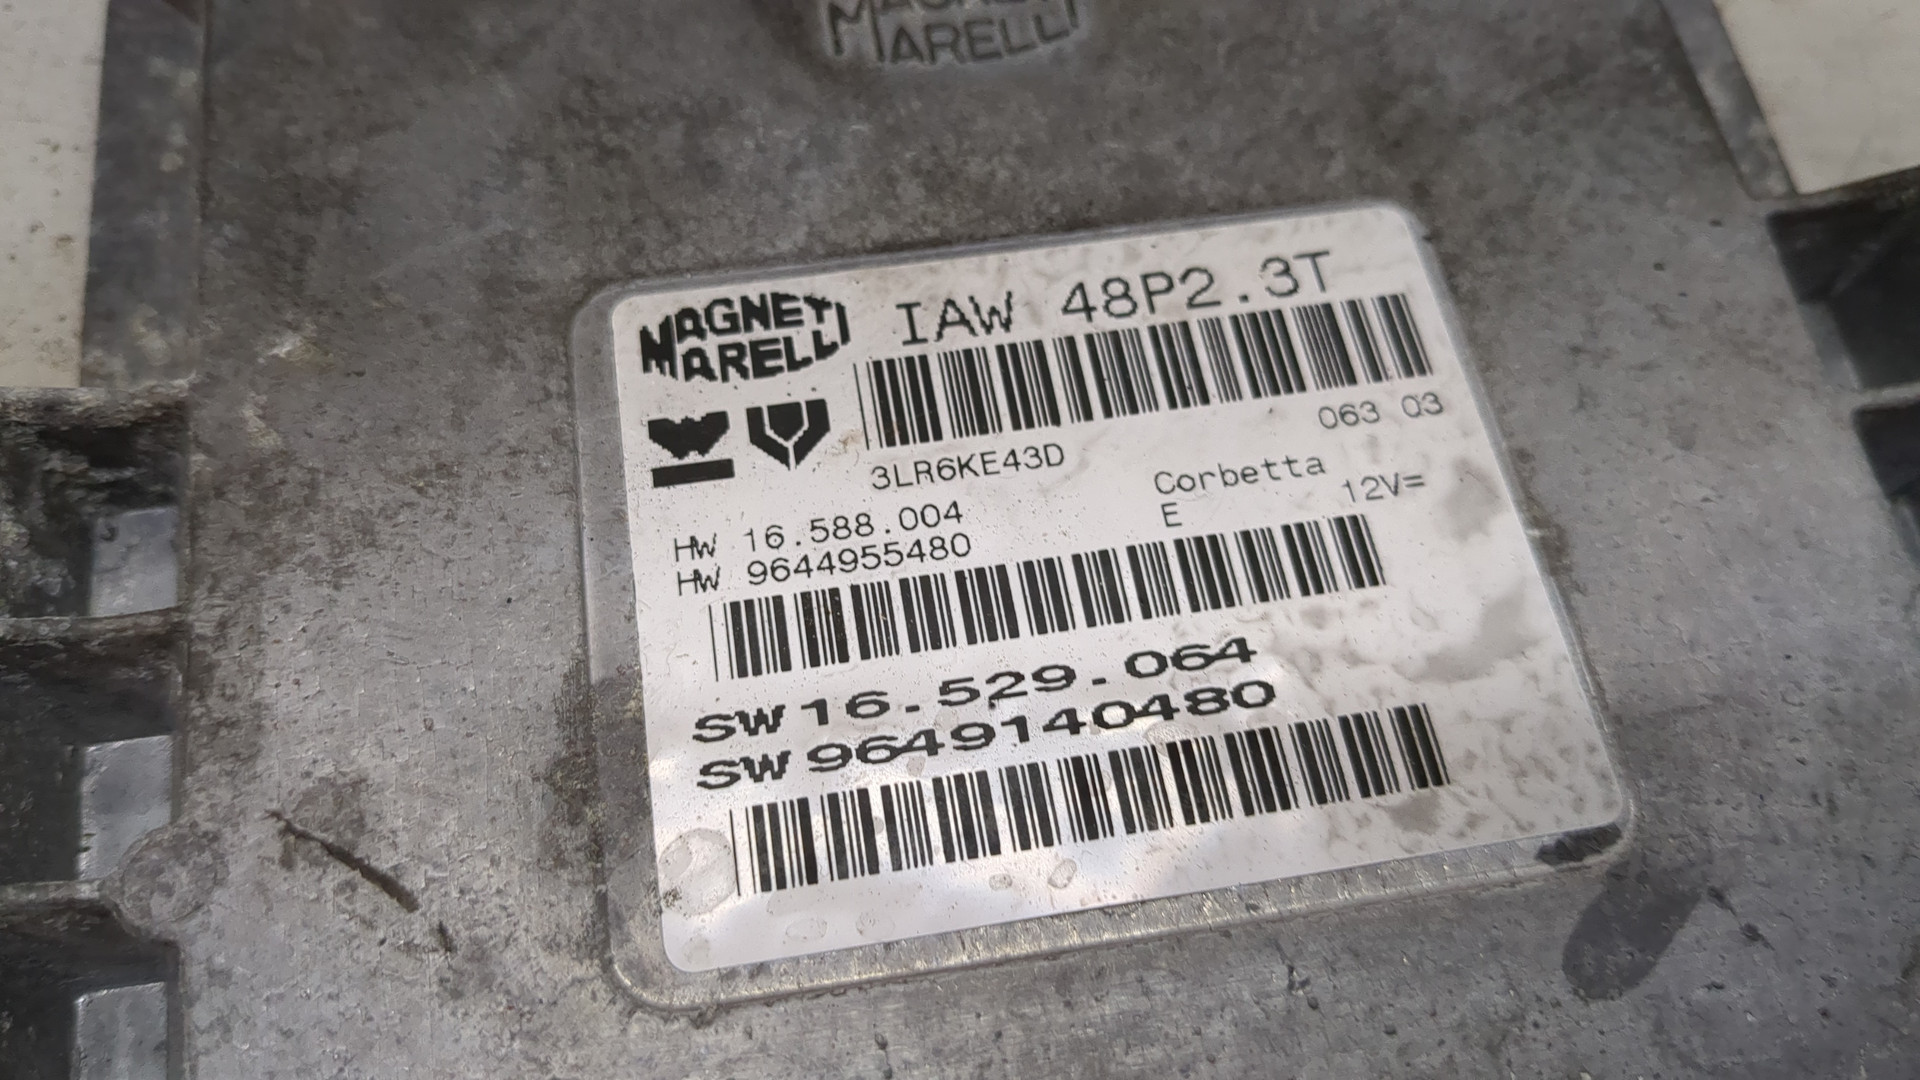 MAGNETI
MARELLI
MAGNETI
MARELLI
IAW 48P2.3T
063 03
3LR6KE43D
Corbetta
HW 16.588.004
E
12V=
HW 9644955480
SW 16.529.064
SW 9649140480